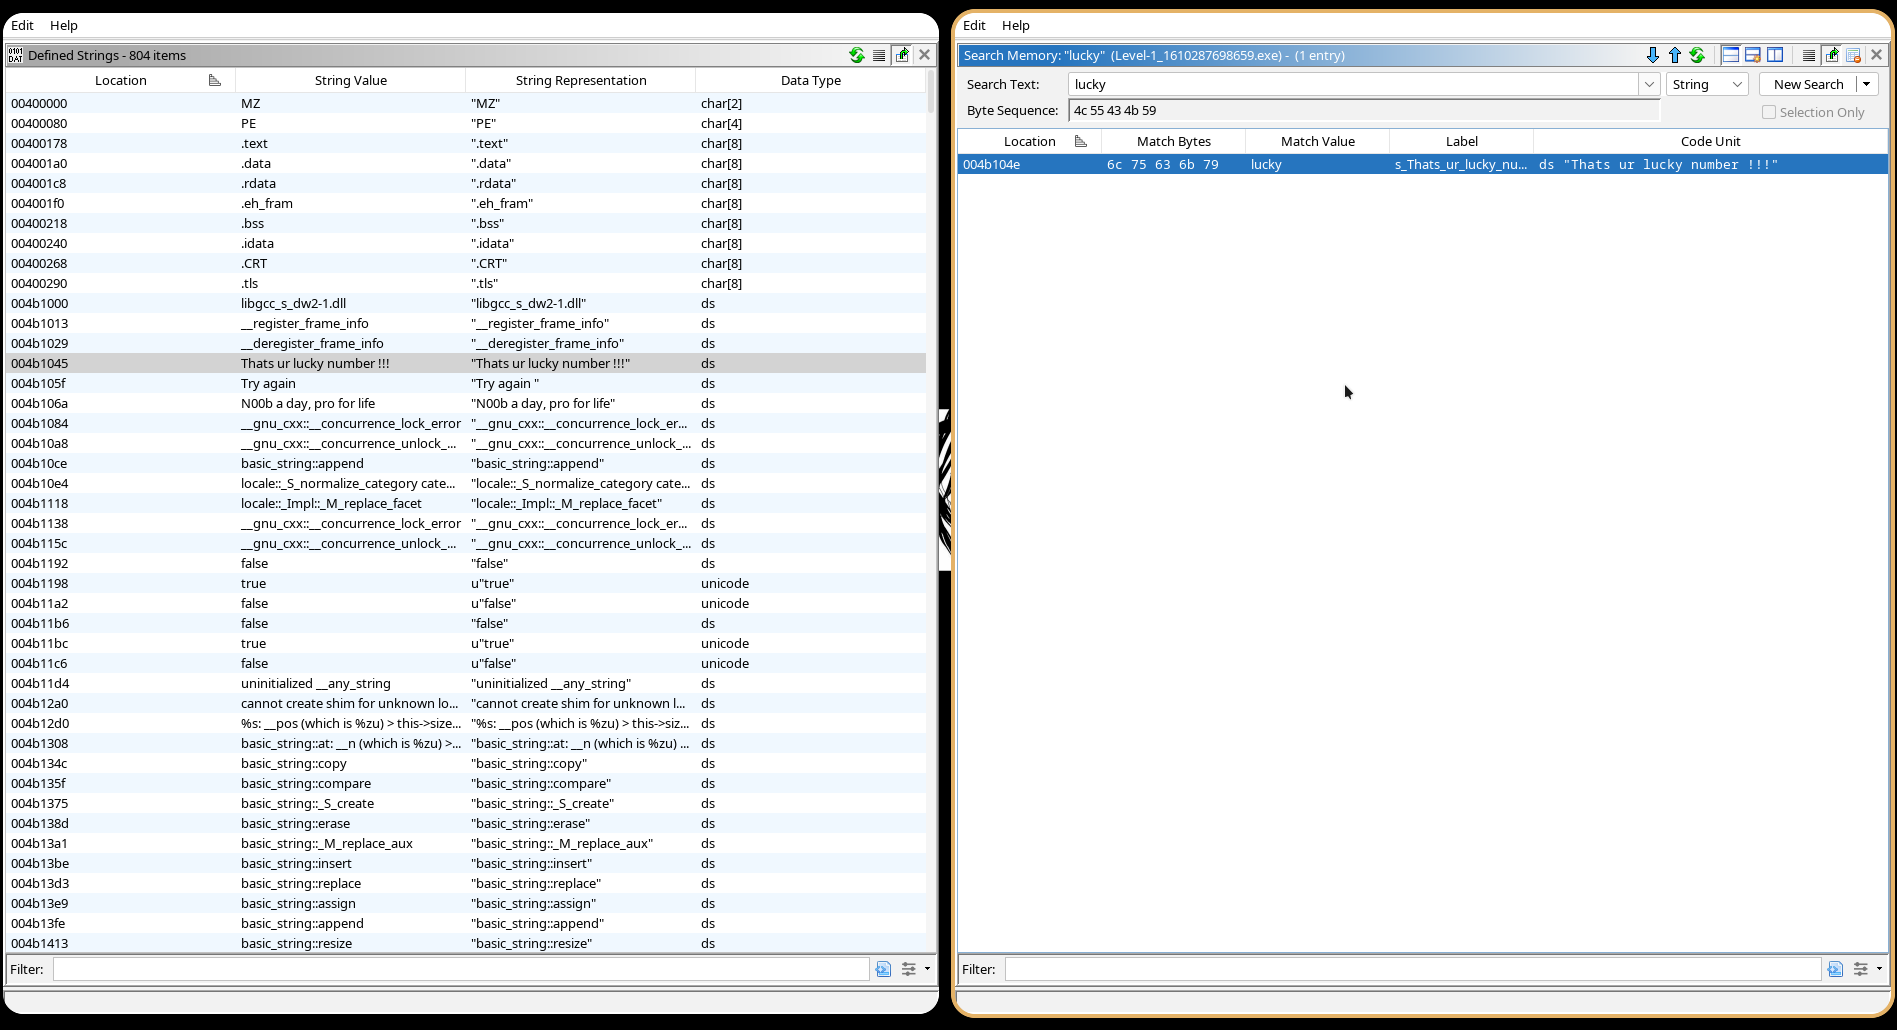 Edit Help
Defined Strings - 804 items
Location String Value String Representation Data Type
00400000 MZ "MZ" char[2]
00400080 PE "PE" char[4]
00400178 .text ".text" char[8]
004001a0 .data ".data" char[8]
004001c8 .rdata ".rdata" char[8]
004001f0 .eh_fram ".eh_fram" char[8]
00400218 .bss ".bss" char[8]
00400240 .idata ".idata" char[8]
00400268 .CRT ".CRT" char[8]
00400290 .tls ".tls" char[8]
004b1000 libgcc_s_dw2-1.dll "libgcc_s_dw2-1.dll" ds
004b1013 __register_frame_info "__register_frame_info" ds
004b1029 __deregister_frame_info "__deregister_frame_info" ds
004b1045 Thats ur lucky number !!! "Thats ur lucky number !!!" ds
004b105f Try again "Try again " ds
004b106a N00b a day, pro for life "N00b a day, pro for life" ds
004b1084 __gnu_cxx::__concurrence_lock_error "__gnu_cxx::__concurrence_lock_er... ds
004b10a8 __gnu_cxx::__concurrence_unlock_... "__gnu_cxx::__concurrence_unlock_... ds
004b10ce basic_string::append "basic_string::append" ds
004b10e4 locale::_S_normalize_category cate... "locale::_S_normalize_category cate... ds
004b1118 locale::_Impl::_M_replace_facet "locale::_Impl::_M_replace_facet" ds
004b1138 __gnu_cxx::__concurrence_lock_error "__gnu_cxx::__concurrence_lock_er... ds
004b115c __gnu_cxx::__concurrence_unlock_... "__gnu_cxx::__concurrence_unlock_... ds
004b1192 false "false" ds
004b1198 true u"true" unicode
004b11a2 false u"false" unicode
004b11b6 false "false" ds
004b11bc true u"true" unicode
004b11c6 false u"false" unicode
004b11d4 uninitialized __any_string "uninitialized __any_string" ds
004b12a0 cannot create shim for unknown lo... "cannot create shim for unknown l... ds
004b12d0 %s: __pos (which is %zu) > this->size... "%s: __pos (which is %zu) > this->siz... ds
004b1308 basic_string::at: __n (which is %zu) >... "basic_string::at: __n (which is %zu) ... ds
004b134c basic_string::copy "basic_string::copy" ds
004b135f basic_string::compare "basic_string::compare" ds
004b1375 basic_string::_S_create "basic_string::_S_create" ds
004b138d basic_string::erase "basic_string::erase" ds
004b13a1 basic_string::_M_replace_aux "basic_string::_M_replace_aux" ds
004b13be basic_string::insert "basic_string::insert" ds
004b13d3 basic_string::replace "basic_string::replace" ds
004b13e9 basic_string::assign "basic_string::assign" ds
004b13fe basic_string::append "basic_string::append" ds
004b1413 basic_string::resize "basic_string::resize" ds
Filter:
Edit Help
Search Memory: "lucky" (Level-1_1610287698659.exe) - (1 entry)
Search Text: lucky String New Search
Byte Sequence: 4c 55 43 4b 59 Selection Only
Location Match Bytes Match Value Label Code Unit
004b104e 6c 75 63 6b 79 lucky s_Thats_ur_lucky_nu... ds "Thats ur lucky number !!!"
Filter: